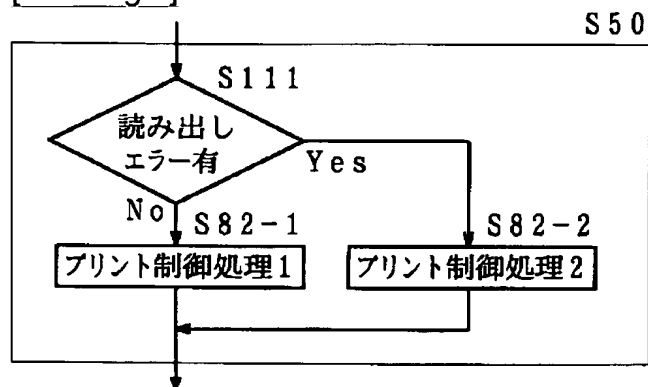 S50
S111
読み出し
エラー有
Yes
No
S82-1
S82-2
プリント制御処理1
プリント制御処理2